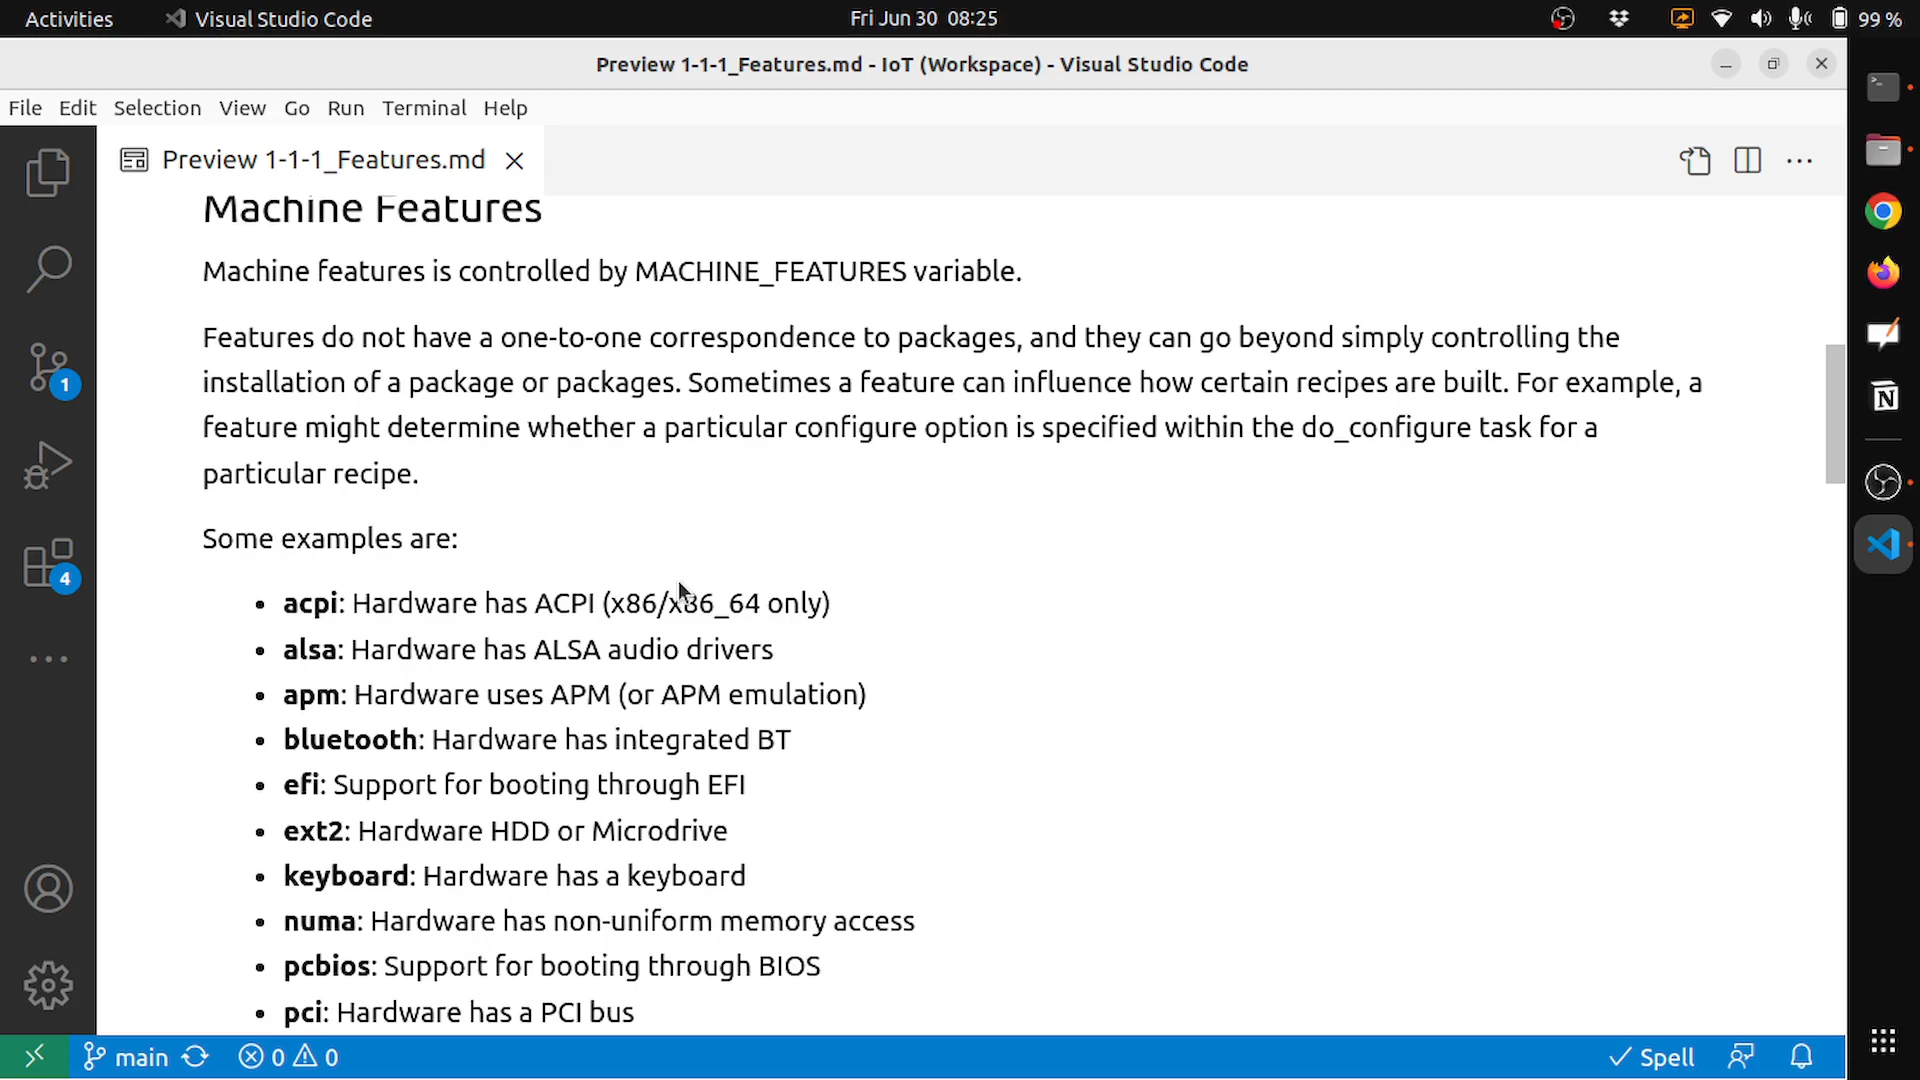 Activities Visual Studio Code Fri Jun 30 08:25 99 %
Preview 1-1-1_Features.md - IoT (Workspace) - Visual Studio Code
File Edit Selection View Go Run Terminal Help
Preview 1-1-1_Features.md
Machine Features
Machine features is controlled by MACHINE_FEATURES variable.
Features do not have a one-to-one correspondence to packages, and they can go beyond simply controlling the
installation of a package or packages. Sometimes a feature can influence how certain recipes are built. For example, a
feature might determine whether a particular configure option is specified within the do_configure task for a
particular recipe.
Some examples are:
• acpi: Hardware has ACPI (x86/x86_64 only)
• alsa: Hardware has ALSA audio drivers
• apm: Hardware uses APM (or APM emulation)
• bluetooth: Hardware has integrated BT
• efi: Support for booting through EFI
• ext2: Hardware HDD or Microdrive
• keyboard: Hardware has a keyboard
• numa: Hardware has non-uniform memory access
• pcbios: Support for booting through BIOS
• pci: Hardware has a PCI bus
1
4
N
main 0 0 Spell